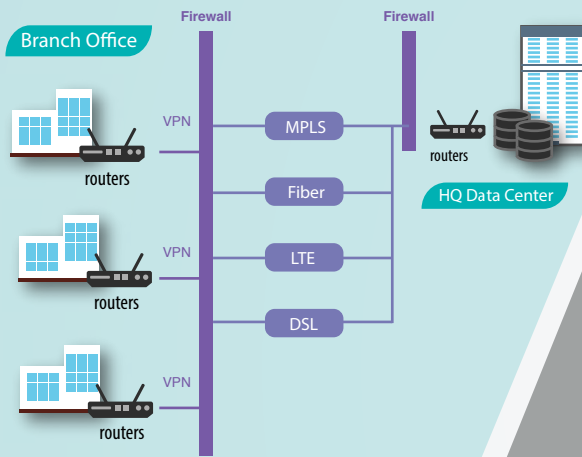 Firewall
Firewall
Branch Office
VPN
MPLS
routers
routers
Fiber
HQ Data Center
VPN
LTE
routers
DSL
VPN
routers